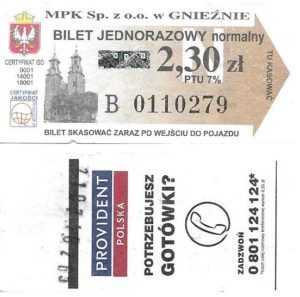 MPK Sp. z o.o. w GNIEŹNIE
BILET JEDNORAZOWY normalny
2,30 zł
PTU 7%
CERTYFIKAT ISO
9001
14001
18001
CERTYFIKAT
JAKOŚCI
B 0110279
TU KASOWAĆ
BILET SKASOWAĆ ZARAZ PO WEJŚCIU DO POJAZDU
PROVIDENT
POLSKA
POTRZEBUJESZ
GOTÓWKI?
ZADZWOŃ
0 801 124 124*